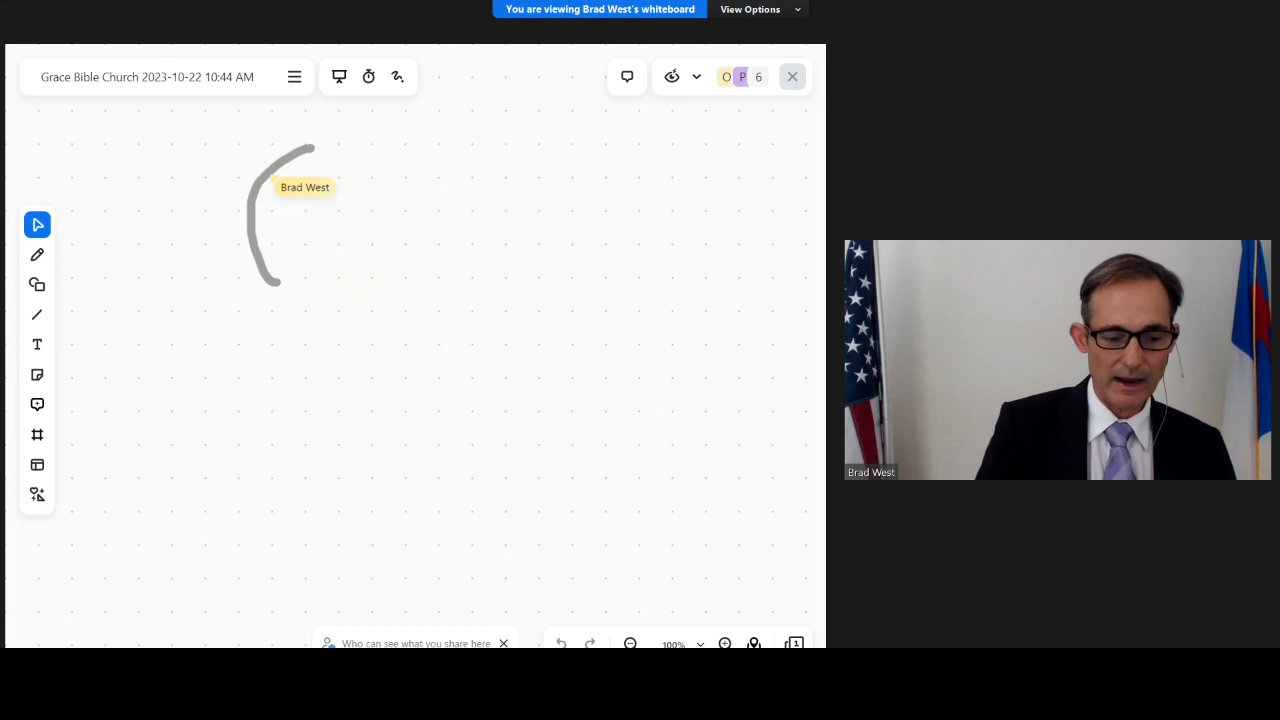 You are viewing Brad West's whiteboard View Options
Grace Bible Church 2023-10-22 10:44 AM
O P 6
Brad West
T
Brad West
Who can see what you share here
100%
1